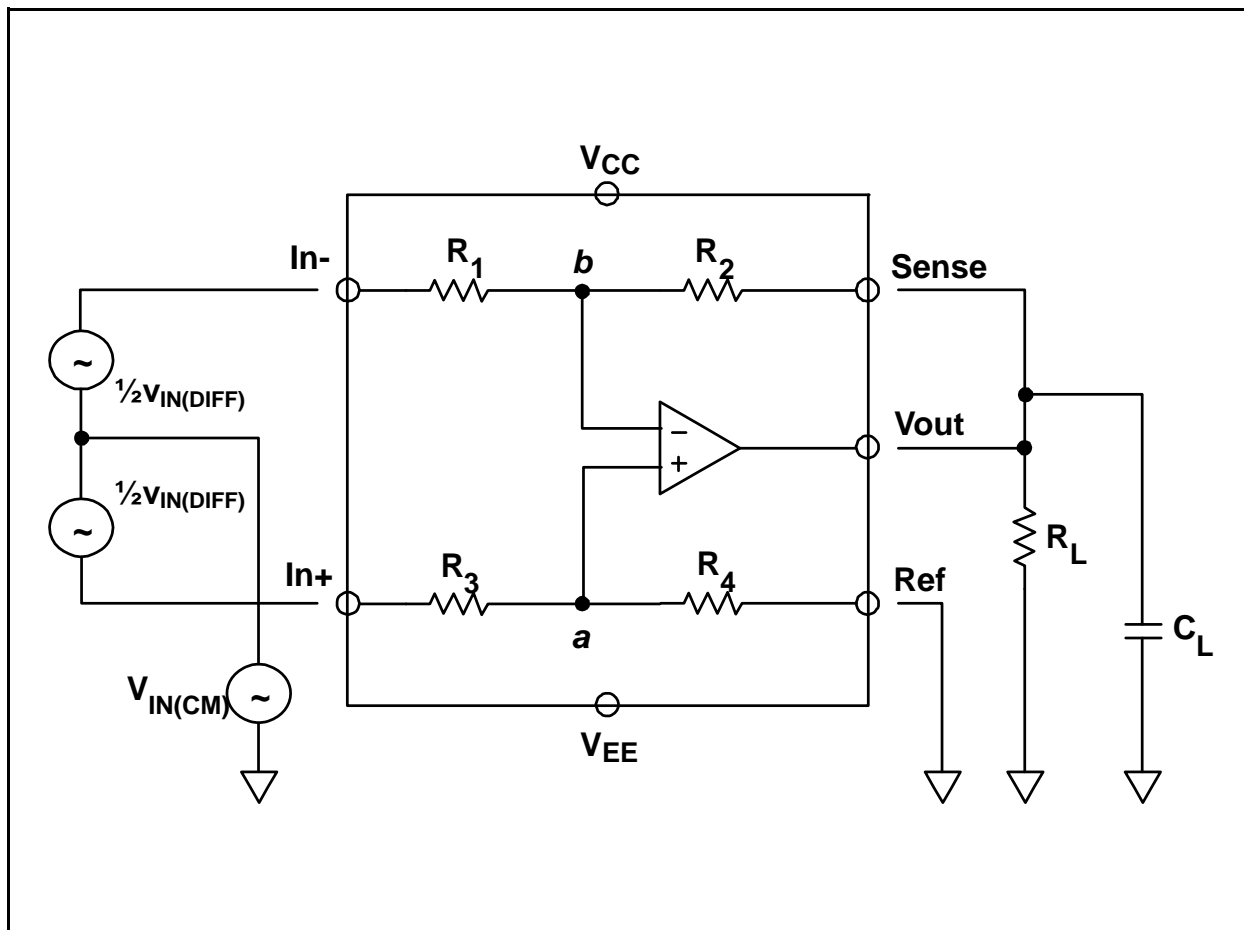 VCC
In-
R1
b
R2
Sense
~
½vIN(DIFF)
−
Vout
+
½vIN(DIFF)
~
RL
In+
R3
R4
Ref
a
CL
VIN(CM)
~
VEE